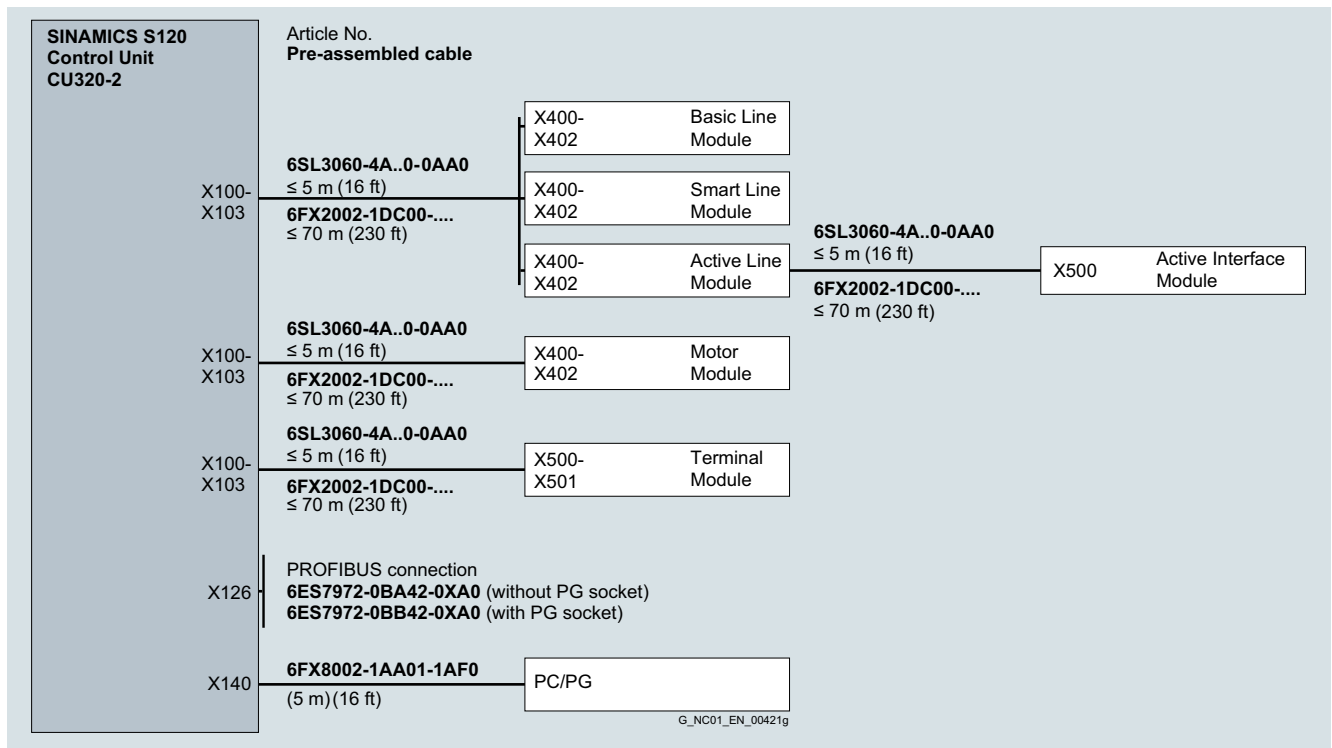 SINAMICS S120
Control Unit
CU320-2
Article No.
Pre-assembled cable
X100-
X103
6SL3060-4A..0-0AA0
≤ 5 m (16 ft)
6FX2002-1DC00-....
≤ 70 m (230 ft)
X400- Basic Line
X402 Module
X400- Smart Line
X402 Module
X400- Active Line
X402 Module
6SL3060-4A..0-0AA0
≤ 5 m (16 ft)
6FX2002-1DC00-....
≤ 70 m (230 ft)
X500 Active Interface
Module
X100-
X103
6SL3060-4A..0-0AA0
≤ 5 m (16 ft)
6FX2002-1DC00-....
≤ 70 m (230 ft)
X400- Motor
X402 Module
X100-
X103
6SL3060-4A..0-0AA0
≤ 5 m (16 ft)
6FX2002-1DC00-....
≤ 70 m (230 ft)
X500- Terminal
X501 Module
X126
PROFIBUS connection
6ES7972-0BA42-0XA0 (without PG socket)
6ES7972-0BB42-0XA0 (with PG socket)
X140
6FX8002-1AA01-1AF0
(5 m)(16 ft)
PC/PG
G_NC01_EN_00421g